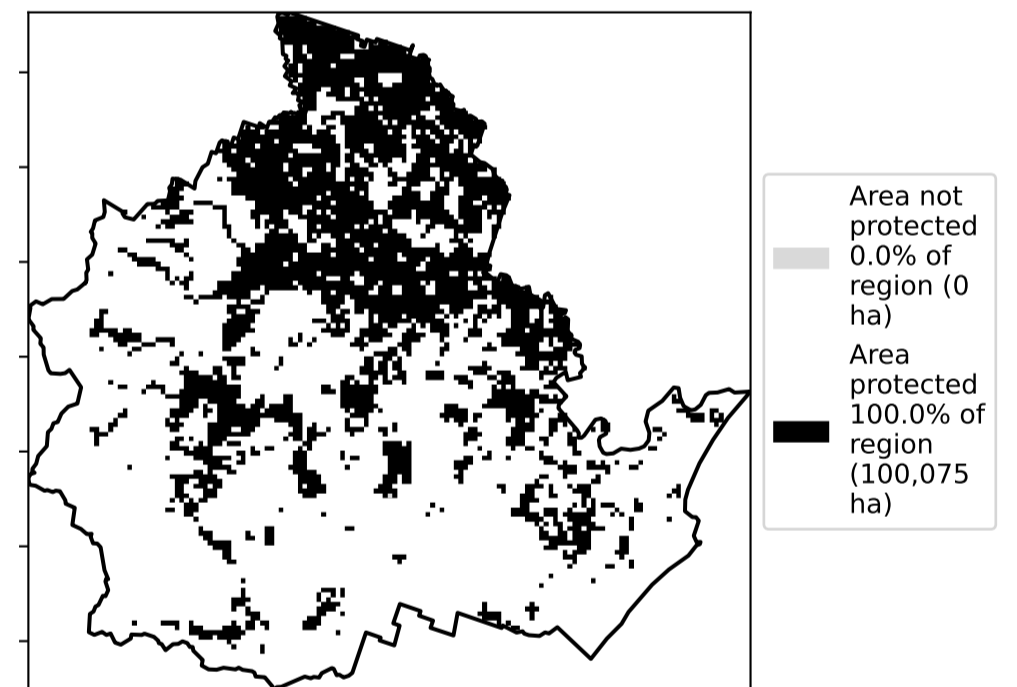 Area not
protected
0.0% of
region (0
ha)
Area
protected
100.0% of
region
(100,075
ha)